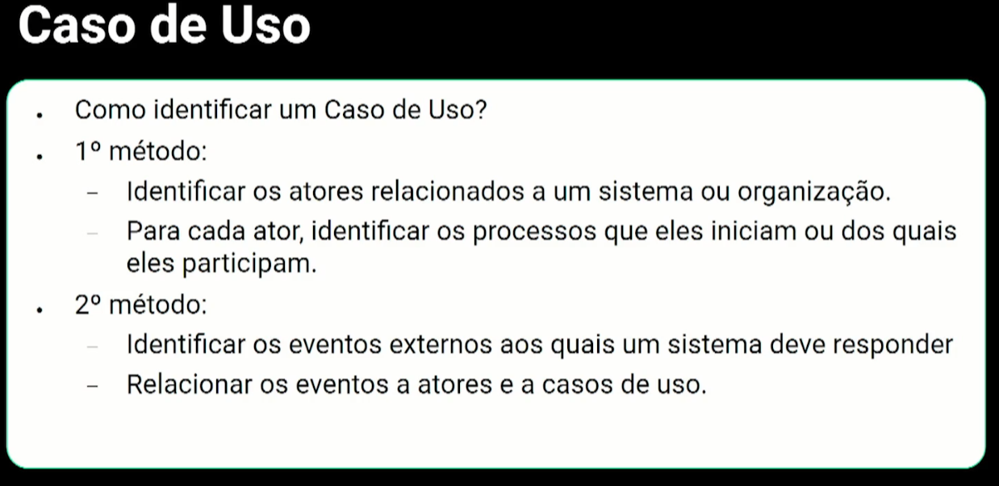 Caso de Uso
• Como identificar um Caso de Uso?
• 1º método:
– Identificar os atores relacionados a um sistema ou organização.
– Para cada ator, identificar os processos que eles iniciam ou dos quais
eles participam.
• 2º método:
– Identificar os eventos externos aos quais um sistema deve responder
– Relacionar os eventos a atores e a casos de uso.